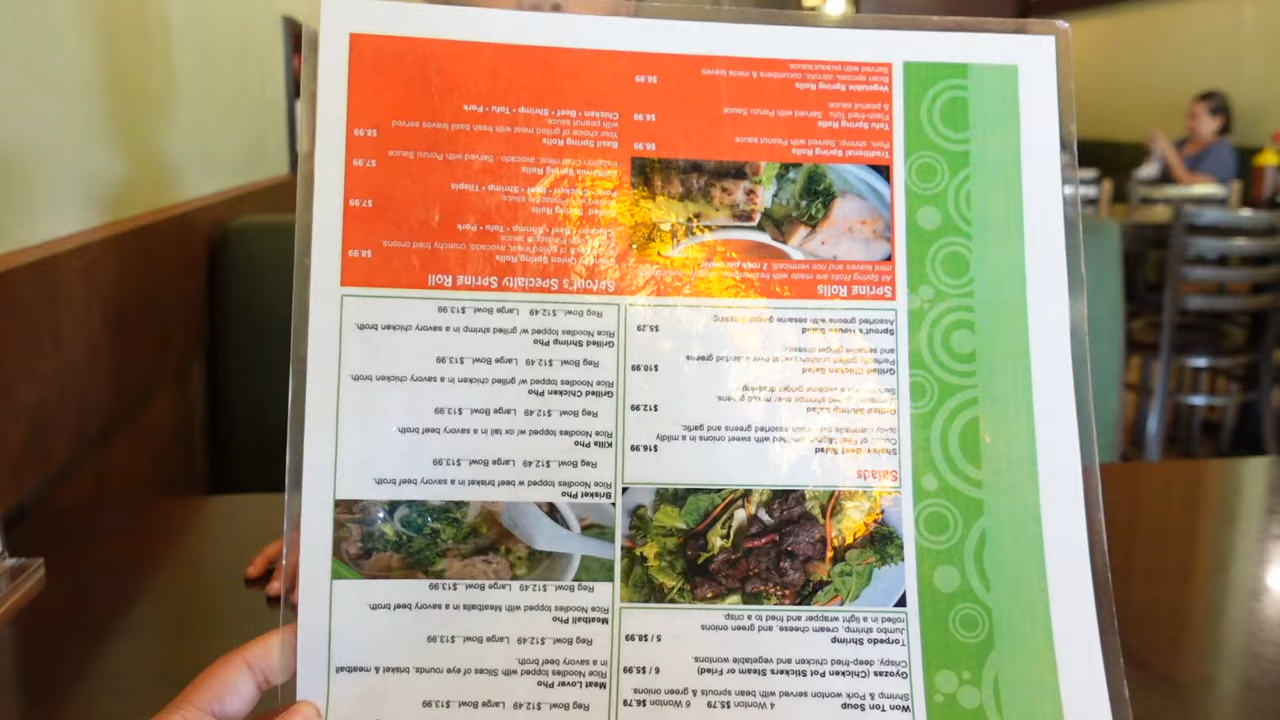 Won Ton Soup 4 Wonton $5.79 6 Wonton $6.79
Shrimp & Pork wonton served with bean sprouts & green onions.
Gyozas (Chicken Pot Stickers Steam or Fried) 6 / $5.99
Crispy, deep-fried chicken and vegetable wontons.
Torpedo Shrimp 5 / $8.99
Jumbo shrimp, cream cheese, and green onions
rolled in a light wrapper and fried to a crisp.
Salads
Beef Salad $16.99
with sweet onions in a mildly
assorted greens and garlic.
Grilled Shrimp Salad $12.99
shrimps over mixed greens.
sesame ginger dressing.
Grilled Chicken Salad $10.99
Perfectly grilled chicken over assorted greens
and sesame ginger dressing.
Sprout's House Salad $5.29
Assorted greens with sesame ginger dressing.
Spring Rolls
All Spring Rolls are made with fresh
mint leaves and rice vermicelli. 2 rolls per order.
Traditional Spring Rolls $6.99
Pork, shrimp. Served with Peanut Sauce
Tofu Spring Rolls $6.99
Flash-fried Tofu. Served with Ponzu Sauce
& peanut sauce.
Vegetable Spring Rolls $6.99
Bean sprouts, carrots, cucumbers & mints leaves
Served with peanut sauce.
Reg Bowl...$12.49 Large Bowl...$13.99
Meat Lover Pho
Rice Noodles topped with Slices of eye rounds, brisket & meatball
in a savory beef broth.
Reg Bowl...$12.49 Large Bowl...$13.99
Meatball Pho
Rice Noodles topped with Meatballs in a savory beef broth.
Reg Bowl...$12.49 Large Bowl...$13.99
Brisket Pho
Rice Noodles topped w beef brisket in a savory beef broth.
Reg Bowl...$12.49 Large Bowl...$13.99
Killa Pho
Rice Noodles topped w/ ox tail in a savory beef broth.
Reg Bowl...$12.49 Large Bowl...$13.99
Grilled Chicken Pho
Rice Noodles topped w/ grilled chicken in a savory chicken broth.
Reg Bowl...$12.49 Large Bowl...$13.99
Grilled Shrimp Pho
Rice Noodles topped w/ grilled shrimp in a savory chicken broth.
Reg Bowl...$12.49 Large Bowl...$13.99
Sprout's Specialty Spring Roll
Onion Spring Rolls $8.99
of grilled meat, avocado, crunchy fried onions.
with Pineapple sauce
Chicken • Beef • Shrimp • Tofu • Pork
Grilled Spring Rolls $7.99
Served with Pineapple sauce.
Pork • Chicken • Beef • Shrimp • Tilapia
California Spring Rolls $7.99
Imitation Crab meat, avocado. Served with Ponzu Sauce
Basil Spring Rolls $8.99
Your choice of grilled meat with fresh basil leaves served
with peanut sauce.
Chicken • Beef • Shrimp • Tofu • Pork